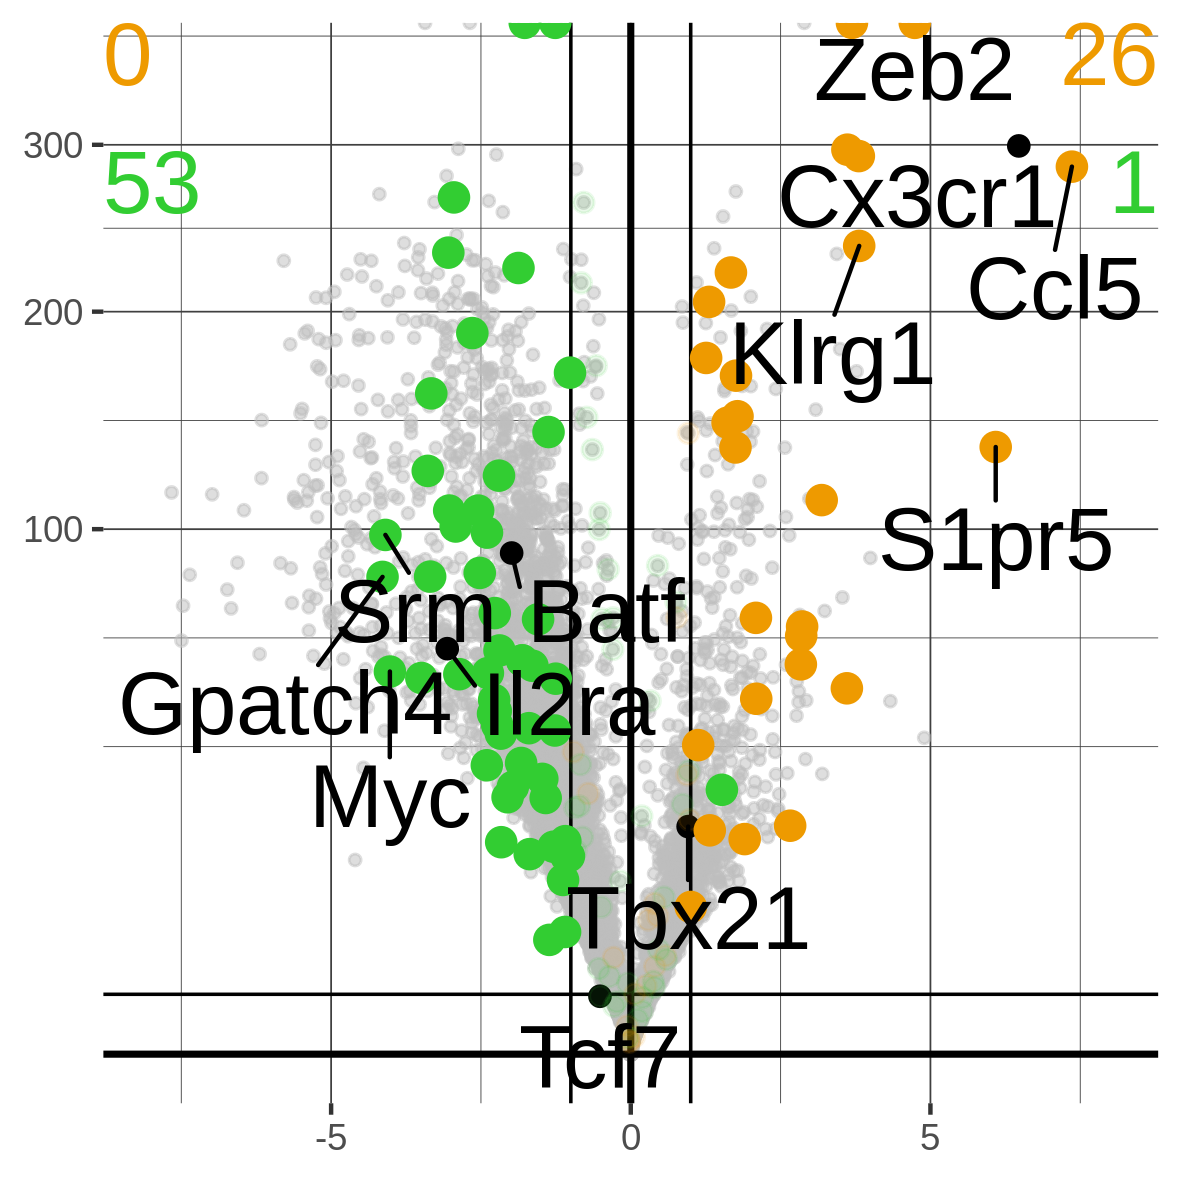 0
26
Zeb2
300
53
1
Cx3cr1
Ccl5
200
Klrg1
100
S1pr5
Srm
Batf
Gpatch4
Il2ra
Myc
Tbx21
Tcf7
-5
0
5